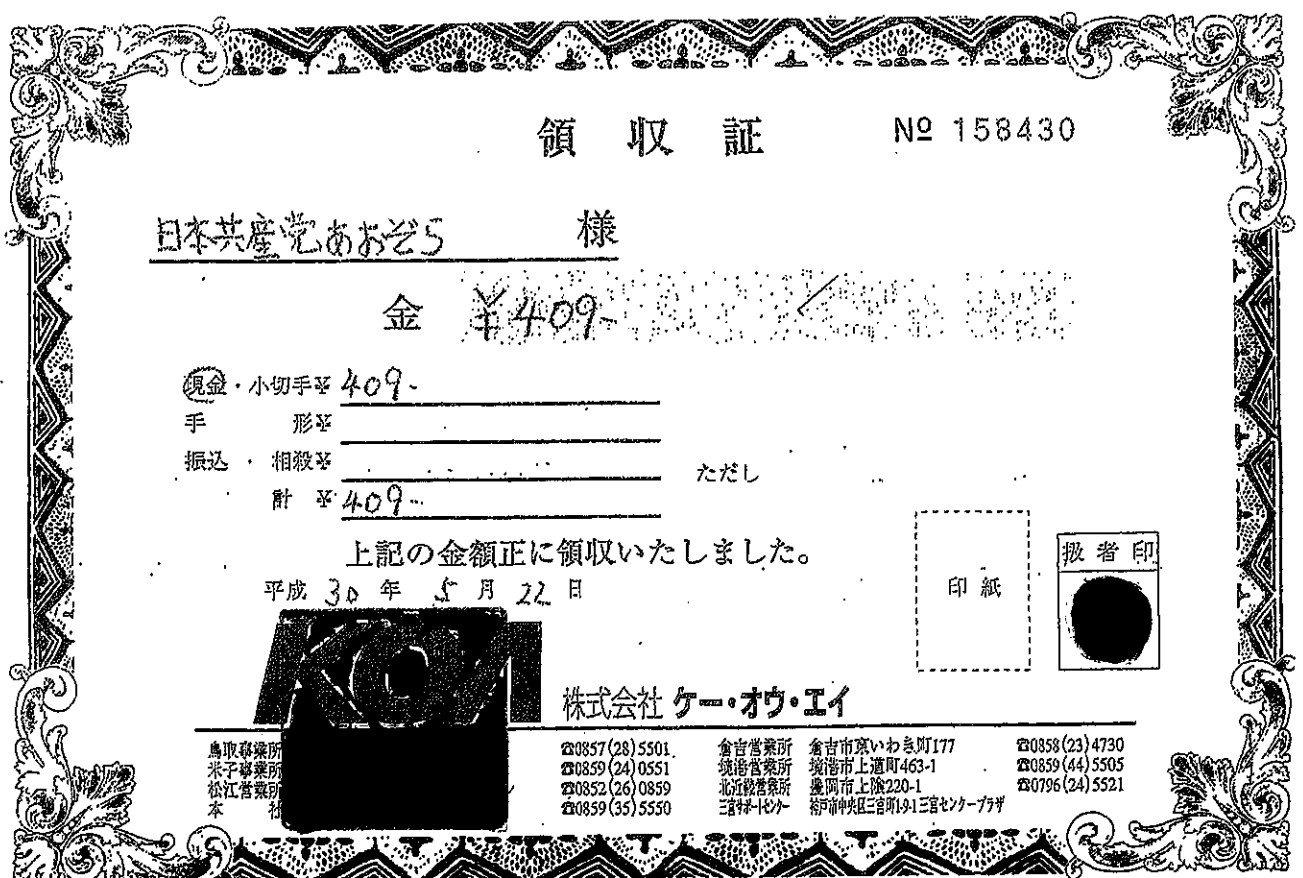 領収証 № 158430
日本共産党あおぞら 様
金 ¥409-
現金・小切手¥ 409-
手形¥
振込・相殺¥
ただし
計 ¥ 409-
上記の金額正に領収いたしました。
平成 30 年 5 月 22 日
印紙
扱者印
株式会社 ケー・オウ・エイ
鳥取事業所 ☎0857(28)5501 倉吉営業所 倉吉市東いわき町177 ☎0858(23)4730
米子事業所 ☎0859(24)0551 境港営業所 境港市上道町463-1 ☎0859(44)5505
松江営業所 ☎0852(26)0859 北近畿営業所 豊岡市上陰220-1 ☎0796(24)5521
本社 ☎0859(35)5550 三宮サポートセンター 神戸市中央区三宮町1-9-1三宮センタープラザ